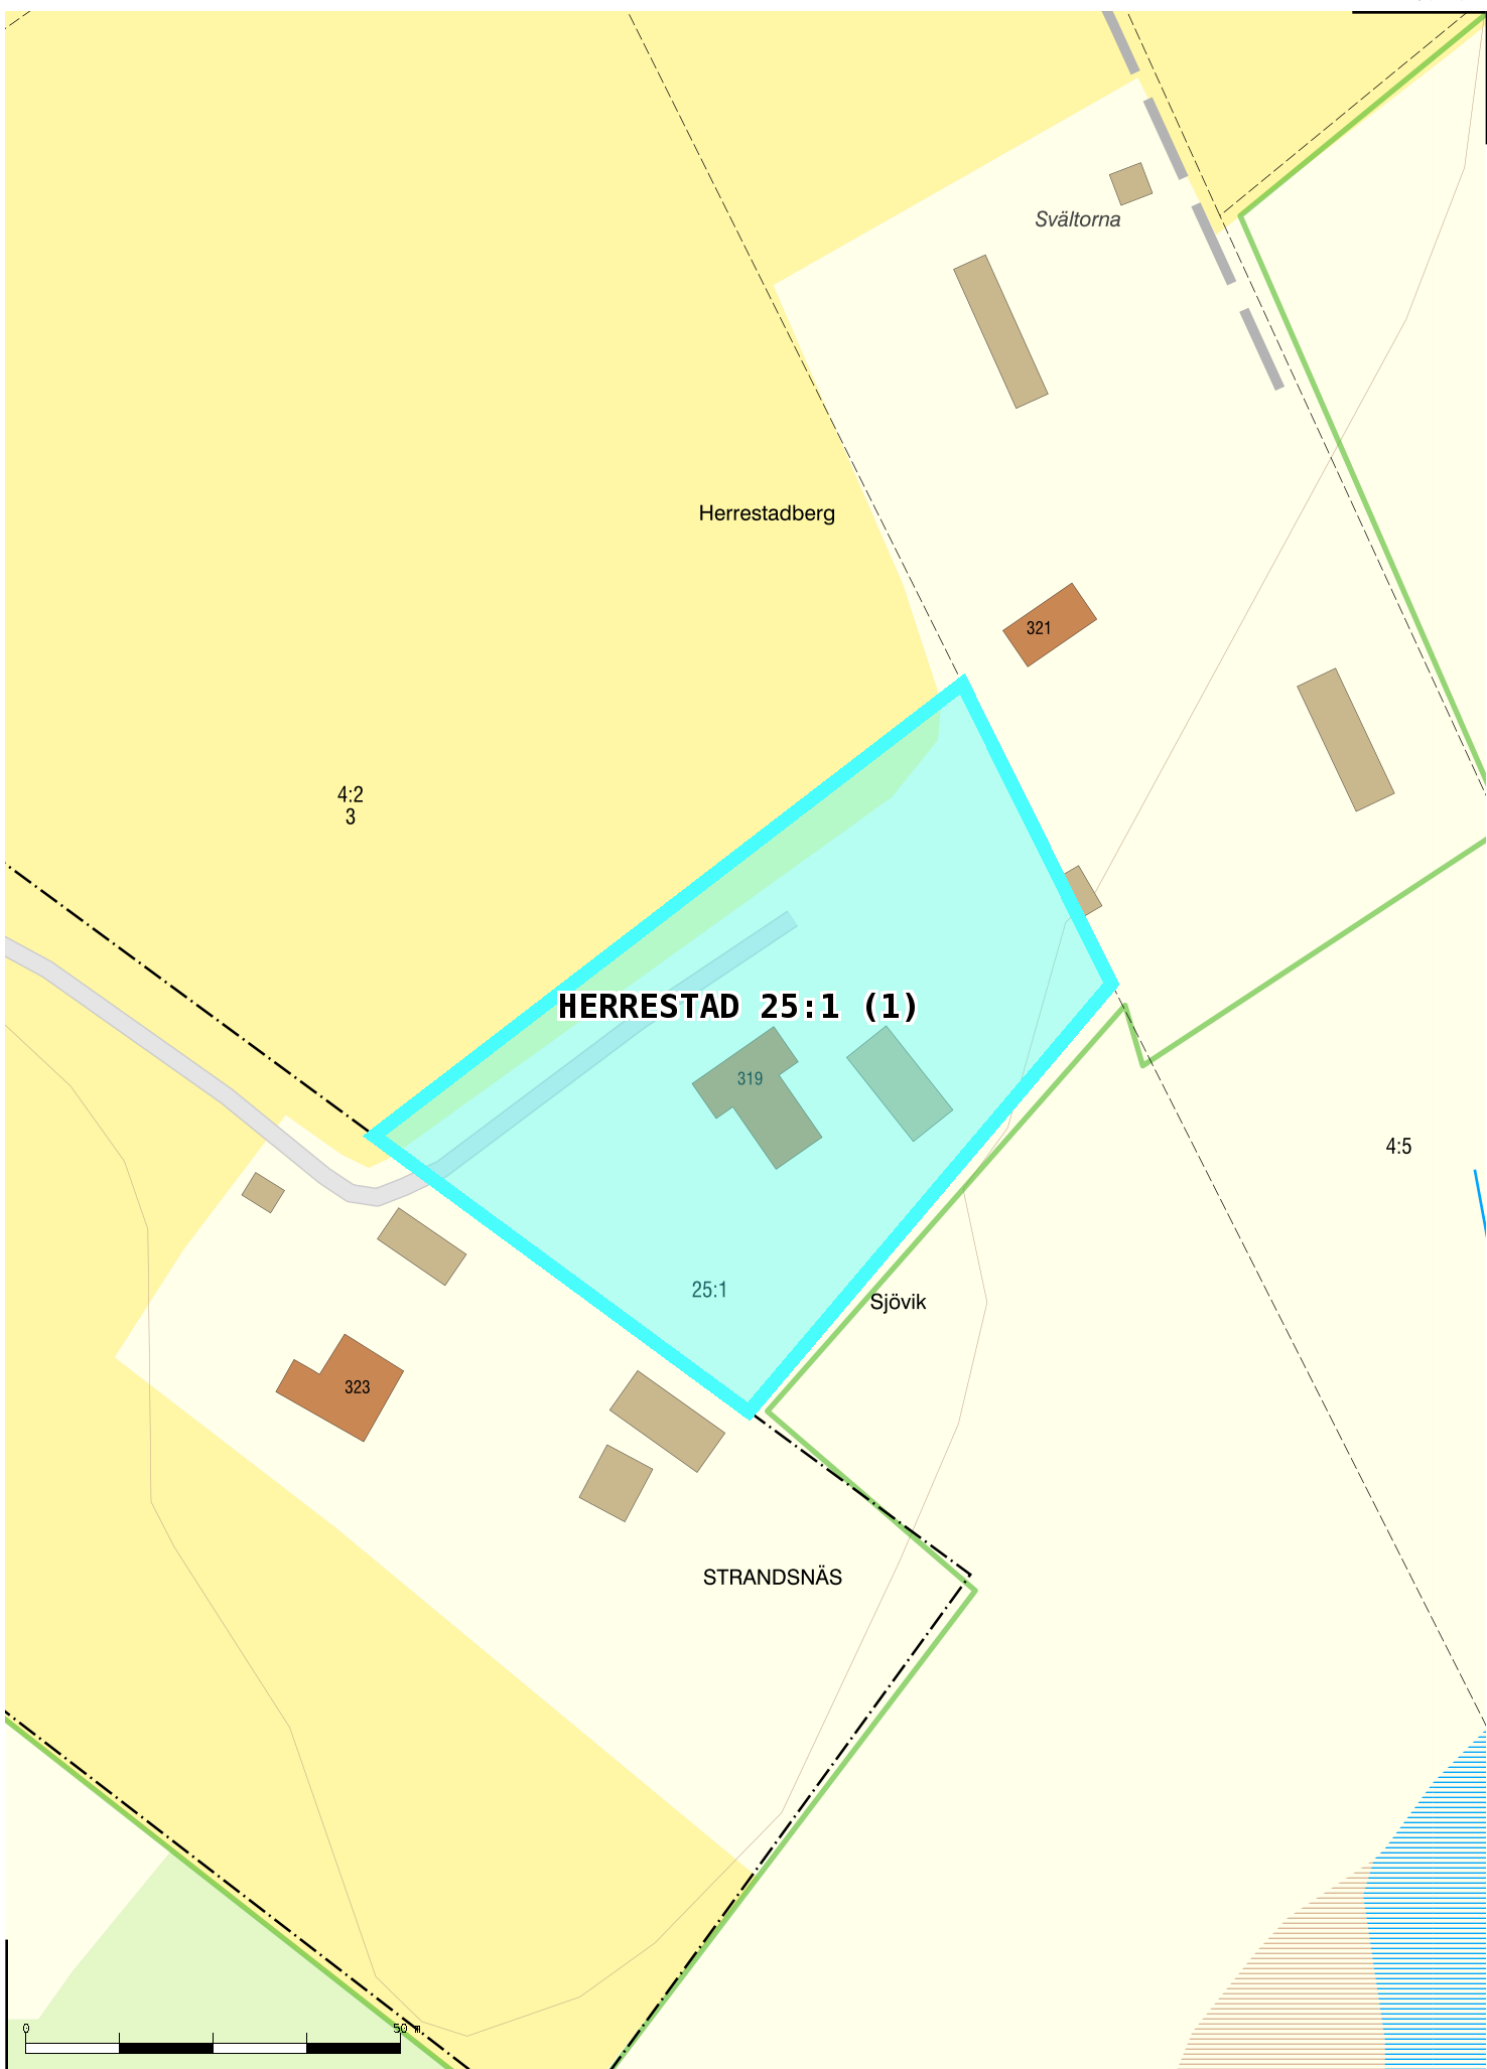 Svältorna
Herrestadberg
321
4:2
3
HERRESTAD 25:1 (1)
319
4:5
25:1
Sjövik
323
STRANDSNÄS
0
50 m